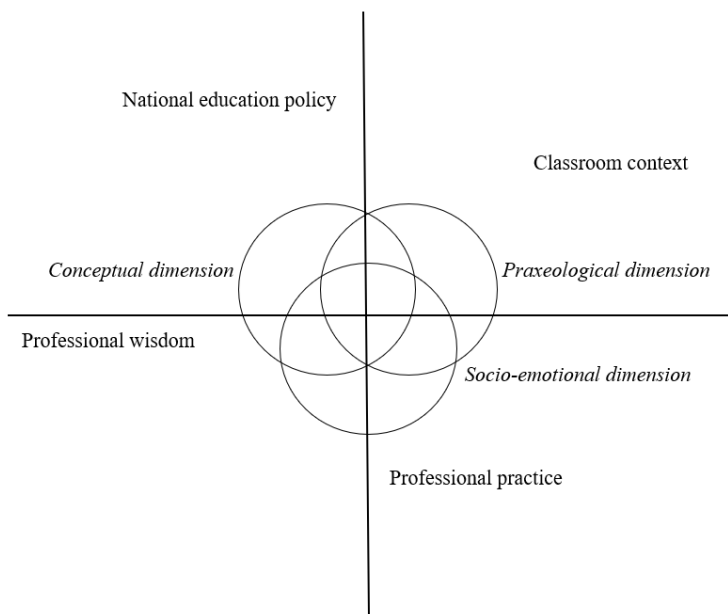 National education policy
Classroom context
Conceptual dimension
Praxeological dimension
Professional wisdom
Socio-emotional dimension
Professional practice